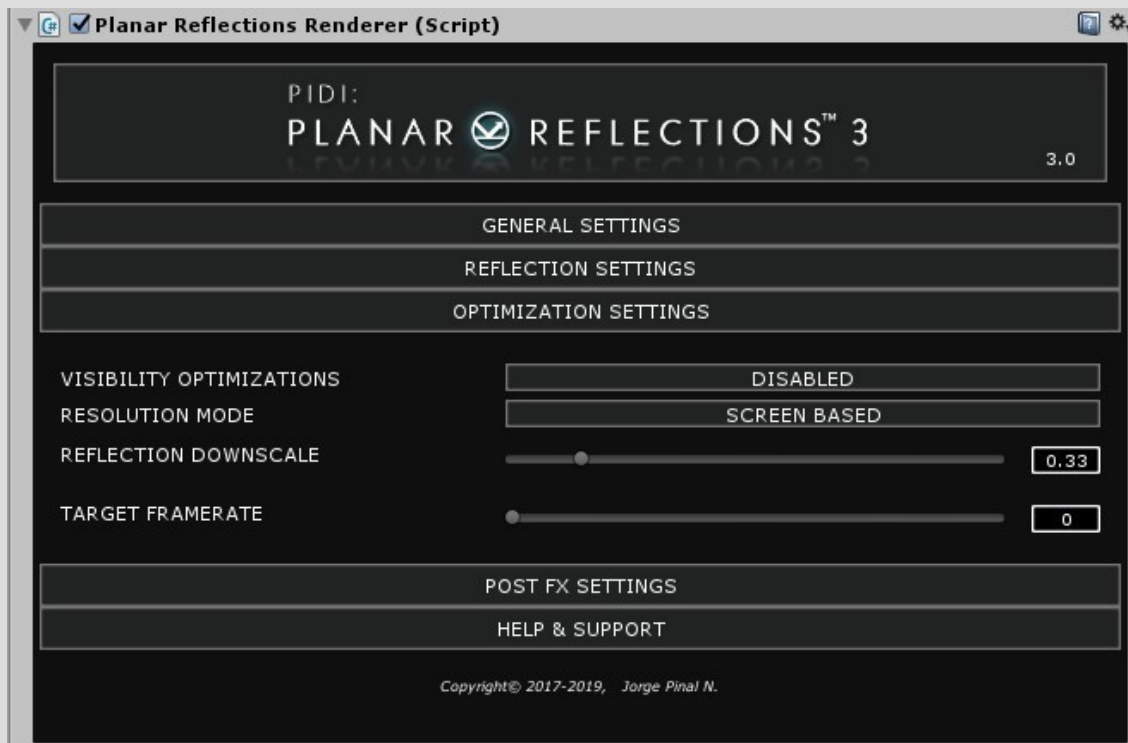 Planar Reflections Renderer (Script)
PIDI:
PLANAR REFLECTIONS™ 3
3.0
GENERAL SETTINGS
REFLECTION SETTINGS
OPTIMIZATION SETTINGS
VISIBILITY OPTIMIZATIONS DISABLED
RESOLUTION MODE SCREEN BASED
REFLECTION DOWNSCALE 0.33
TARGET FRAMERATE 0
POST FX SETTINGS
HELP & SUPPORT
Copyright© 2017-2019, Jorge Pinal N.